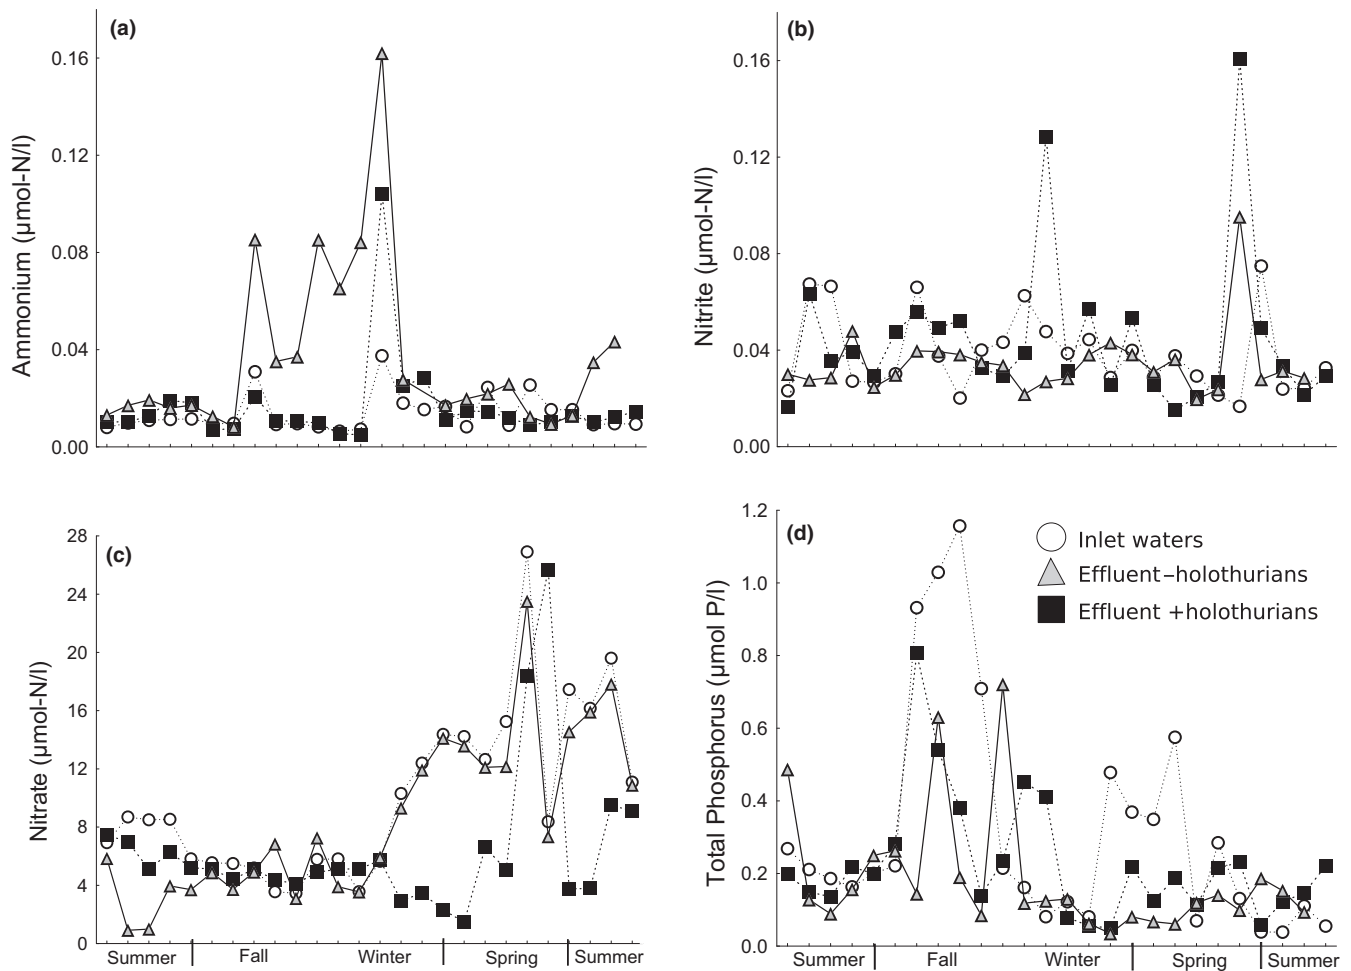 (a)
0.16
0.12
0.08
0.04
0.00
Ammonium (µmol-N/l)
(b)
0.16
0.12
0.08
0.04
0.00
Nitrite (µmol-N/l)
(c)
28
24
20
16
12
8
4
0
Nitrate (µmol-N/l)
Summer Fall Winter Spring Summer
(d)
1.2
1.0
0.8
0.6
0.4
0.2
0.0
Total Phosphorus (µmol P/l)
Inlet waters
Effluent–holothurians
Effluent +holothurians
Summer Fall Winter Spring Summer